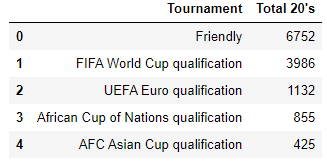 Tournament Total 20's
0 Friendly 6752
1 FIFA World Cup qualification 3986
2 UEFA Euro qualification 1132
3 African Cup of Nations qualification 855
4 AFC Asian Cup qualification 425